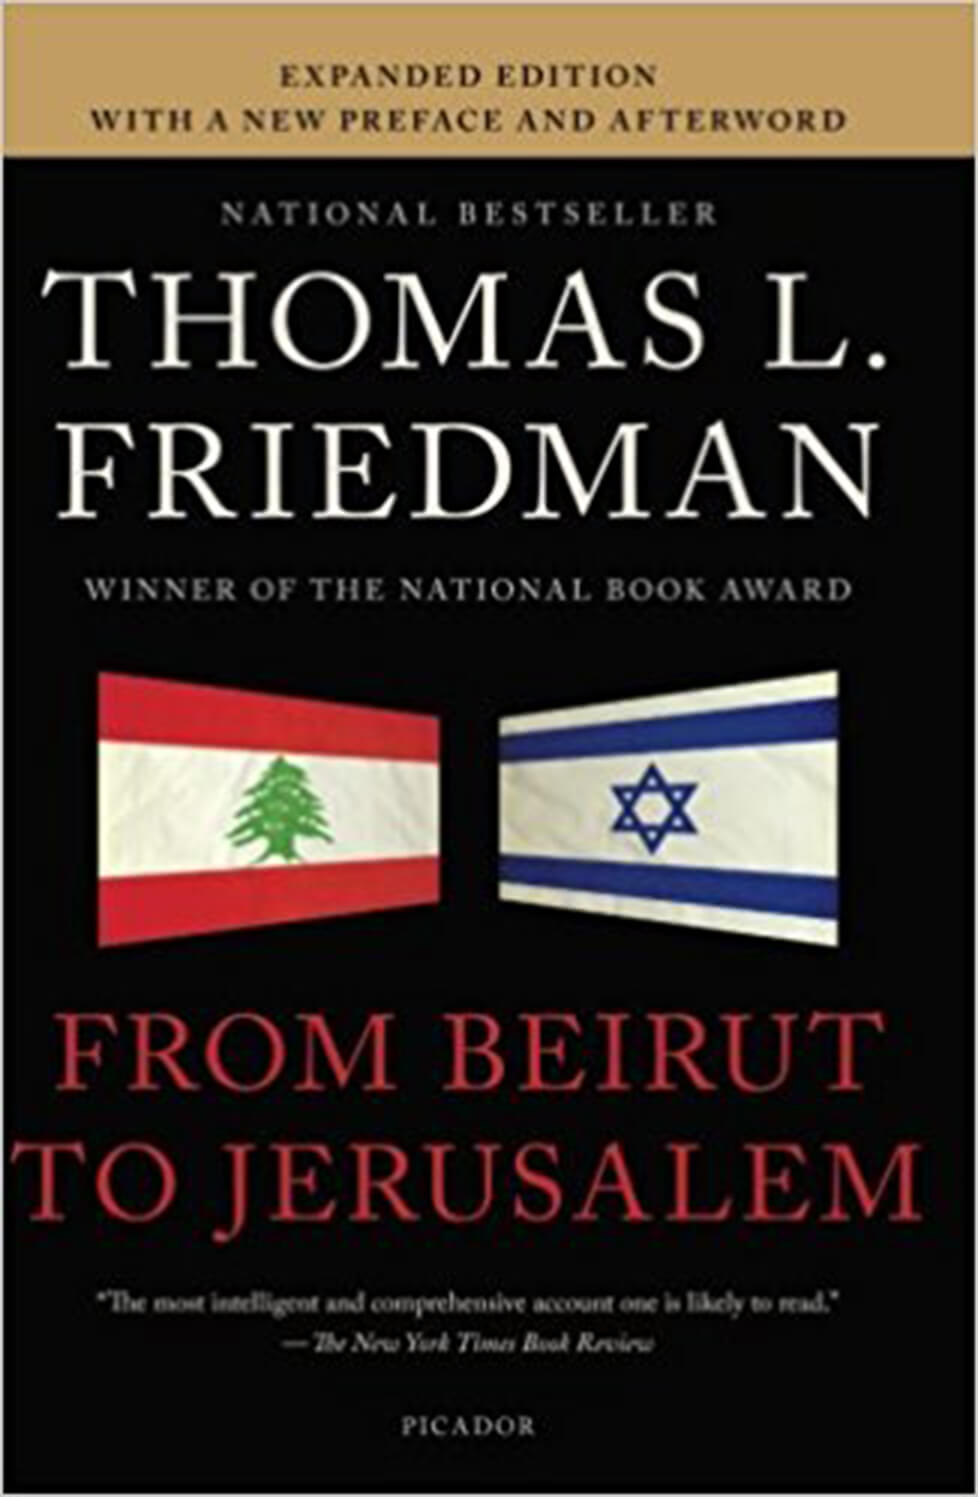 EXPANDED EDITION
WITH A NEW PREFACE AND AFTERWORD
NATIONAL BESTSELLER
THOMAS L.
FRIEDMAN
WINNER OF THE NATIONAL BOOK AWARD
FROM BEIRUT
TO JERUSALEM
"The most intelligent and comprehensive account one is likely to read."
—The New York Times Book Review
PICADOR